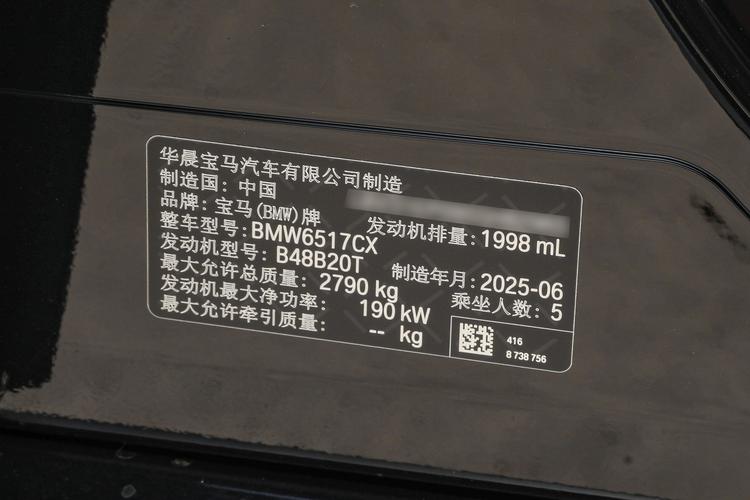 华晨宝马汽车有限公司制造
制造国: 中国
品牌: 宝马(BMW)牌
整车型号:BMW6517CX 发动机排量: 1998 mL
发动机型号: B48B20T
最大允许总质量: 2790 kg 制造年月: 2025-06
发动机最大净功率: 190 kW 乘坐人数: 5
最大允许牵引质量: -- kg
416
8 738 756